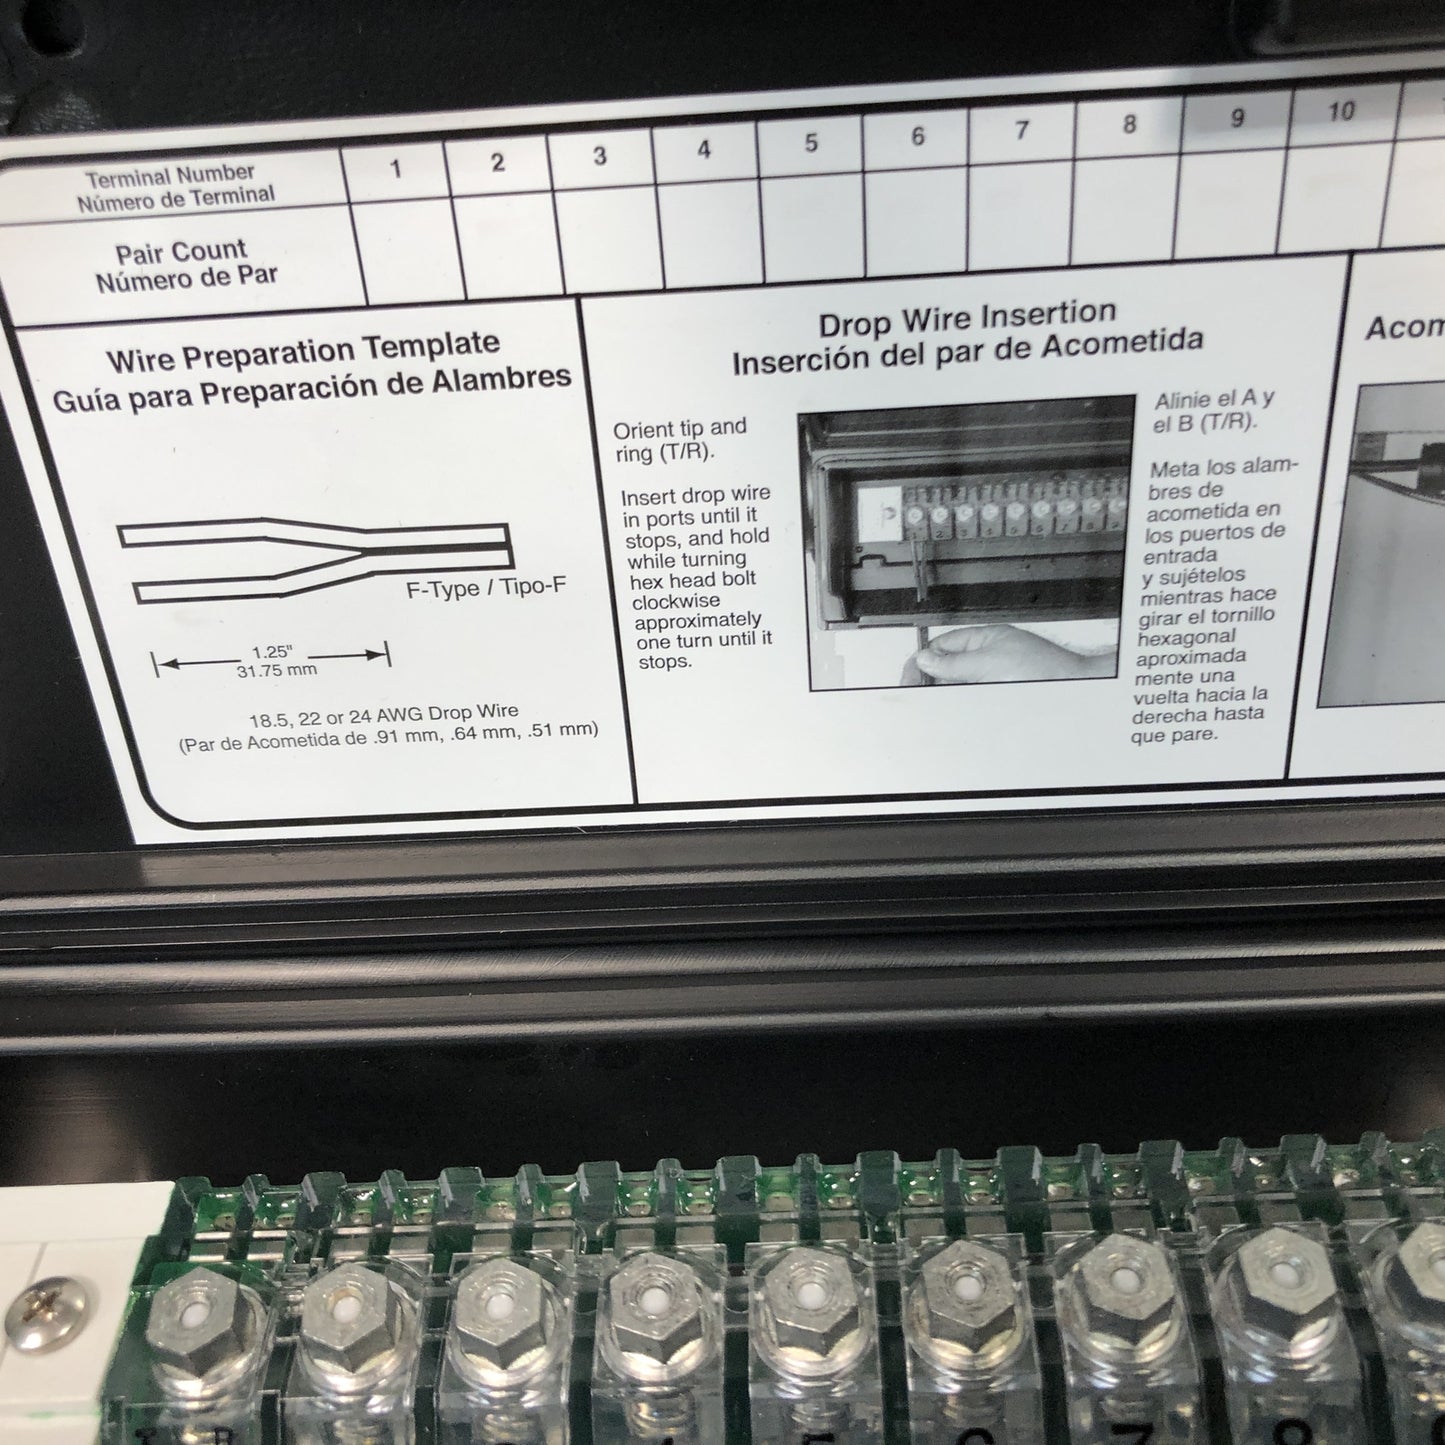 Terminal Number 1 2 3 4 5 6 7 8 9 10
Número de Terminal
Pair Count
Número de Par
Wire Preparation Template
Guía para Preparación de Alambres
F-Type / Tipo-F
1.25"
31.75 mm
18.5, 22 or 24 AWG Drop Wire
(Par de Acometida de .91 mm, .64 mm, .51 mm)
Drop Wire Insertion
Inserción del par de Acometida
Orient tip and
ring (T/R).
Insert drop wire
in ports until it
stops, and hold
while turning
hex head bolt
clockwise
approximately
one turn until it
stops.
Alinie el A y
el B (T/R).
Meta los alam-
bres de
acometida en
los puertos de
entrada
y sujételos
mientras hace
girar el tornillo
hexagonal
aproximada
mente una
vuelta hacia la
derecha hasta
que pare.
Acom